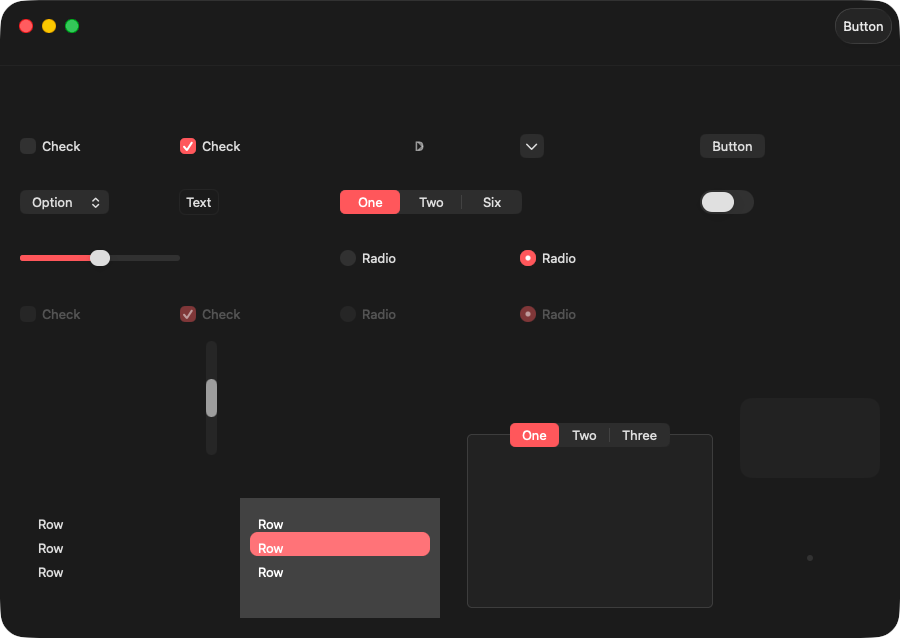 Button
Check Check D Button
Option Text One Two Six
Radio Radio
Check Check Radio Radio
One Two Three
Row Row
Row Row
Row Row